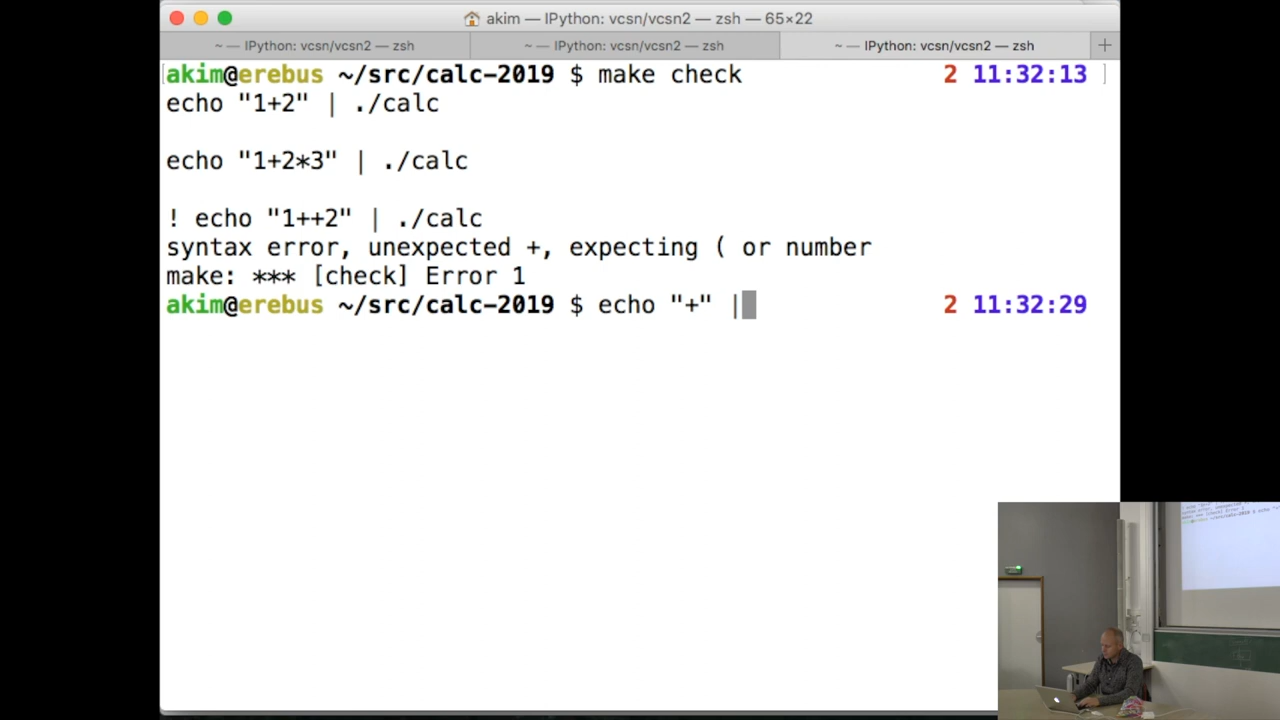 akim — IPython: vcsn/vcsn2 — zsh — 65×22
~ — IPython: vcsn/vcsn2 — zsh ~ — IPython: vcsn/vcsn2 — zsh ~ — IPython: vcsn/vcsn2 — zsh +
[akim@erebus ~/src/calc-2019 $ make check 2 11:32:13 ]
echo "1+2" | ./calc
echo "1+2*3" | ./calc
! echo "1++2" | ./calc
syntax error, unexpected +, expecting ( or number
make: *** [check] Error 1
akim@erebus ~/src/calc-2019 $ echo "+" | 2 11:32:29